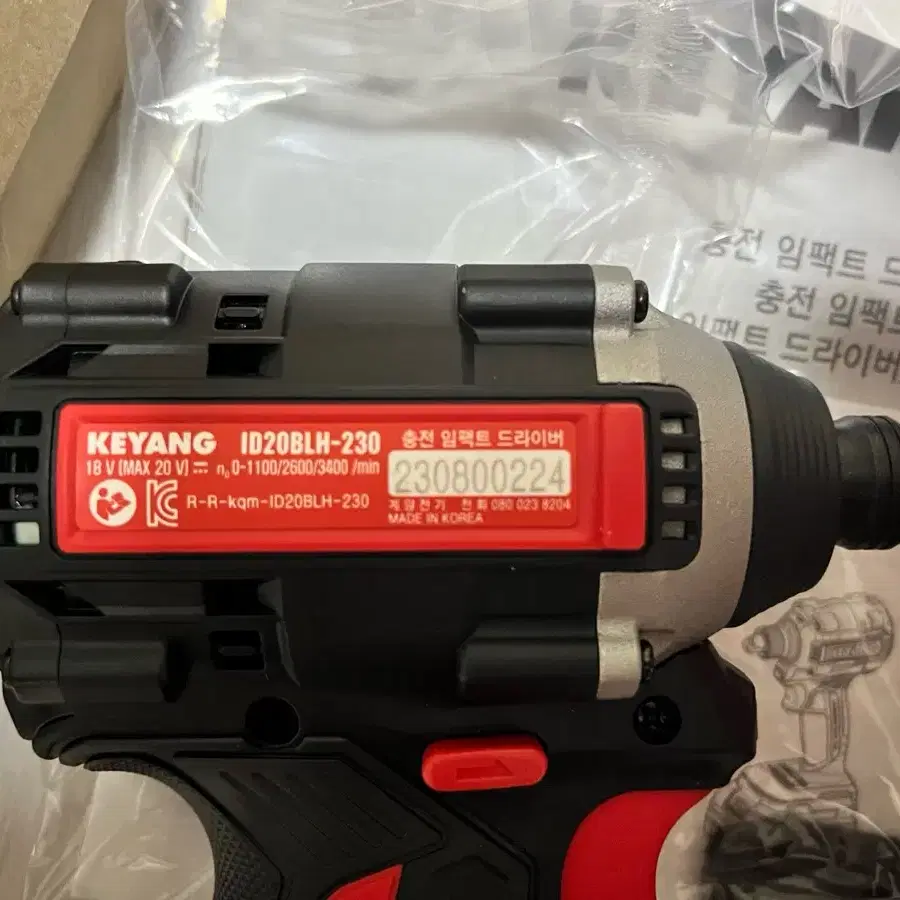 충전 임팩트 드
충전 임팩트
임팩트 드라이버
KEYANG ID20BLH-230 충전 임팩트 드라이버
18 V (MAX 20 V) ⎓ n₀ 0-1100/2600/3400 /min
230800224
R-R-kqm-ID20BLH-230
계양전기 전화 080 023 8204
MADE IN KOREA